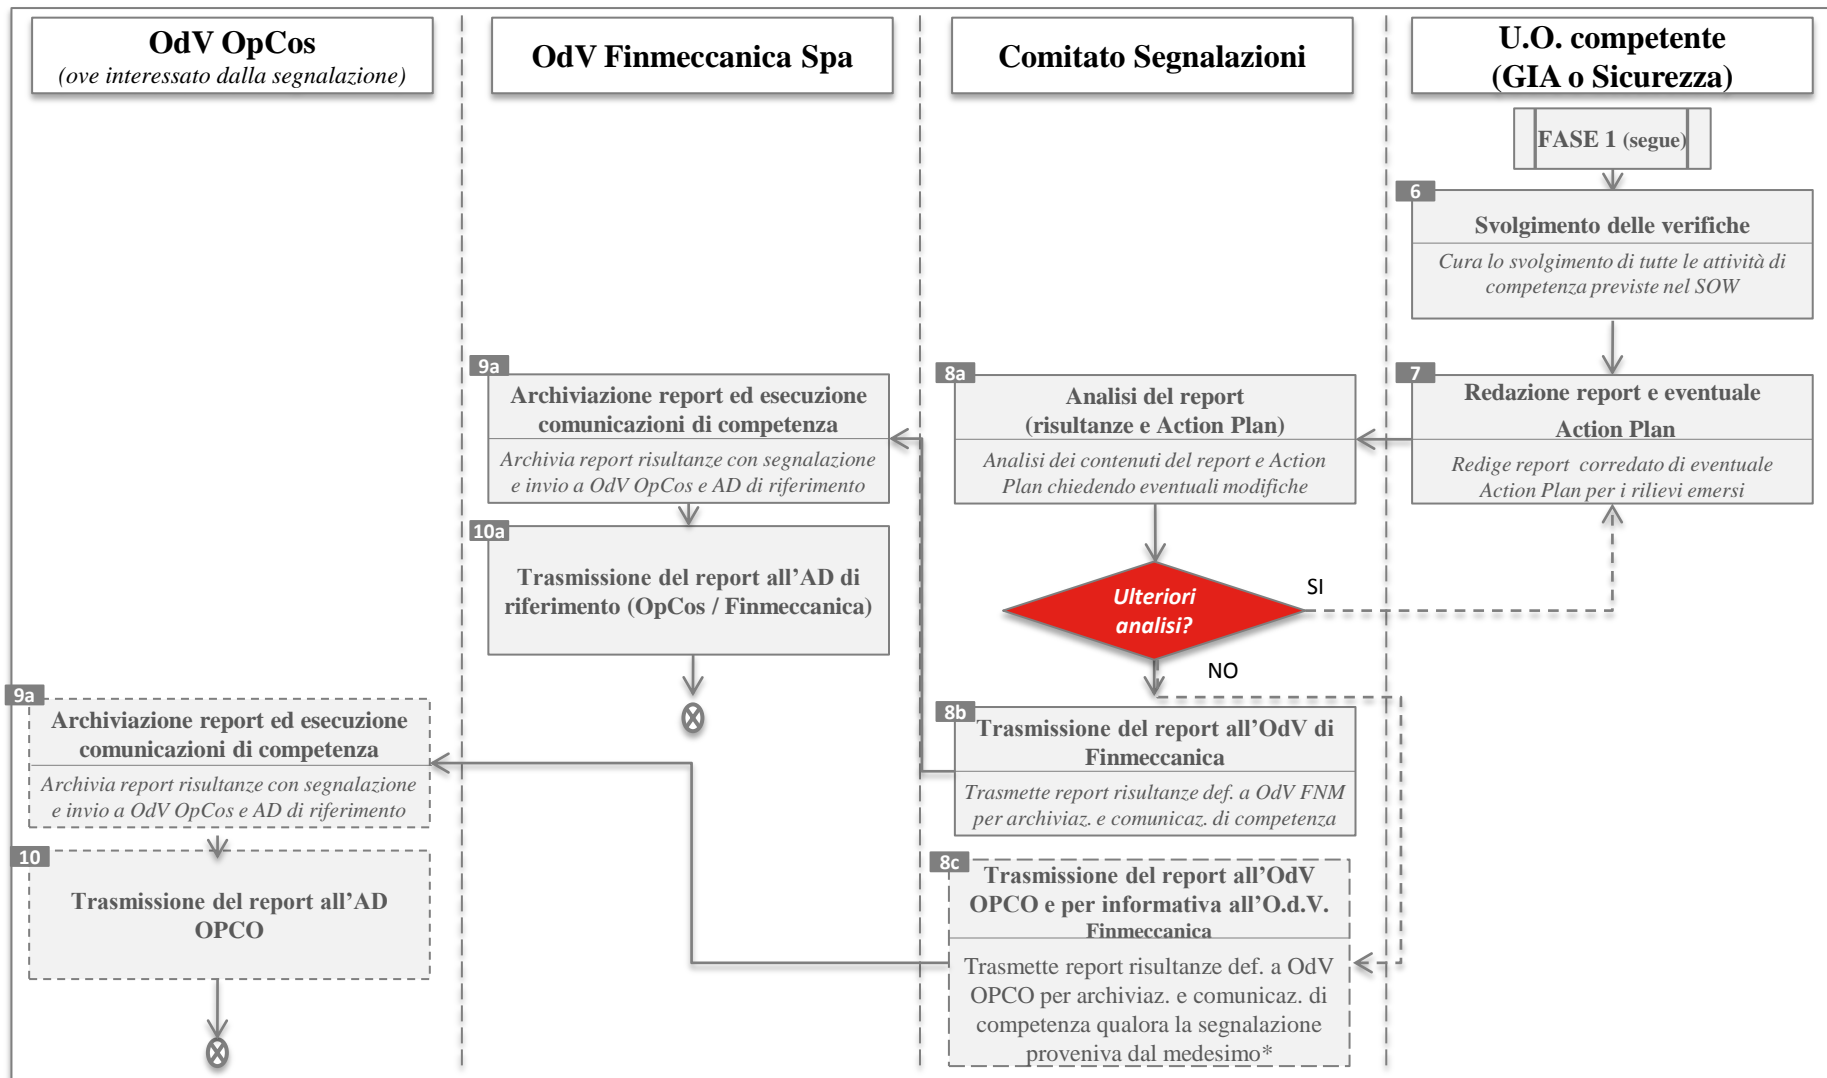 OdV OpCos
(ove interessato dalla segnalazione)
OdV Finmeccanica Spa
Comitato Segnalazioni
U.O. competente
(GIA o Sicurezza)
FASE 1 (segue)
6
Svolgimento delle verifiche
Cura lo svolgimento di tutte le attività di
competenza previste nel SOW
7
Redazione report e eventuale
Action Plan
Redige report corredato di eventuale
Action Plan per i rilievi emersi
8a
Analisi del report
(risultanze e Action Plan)
Analisi dei contenuti del report e Action
Plan chiedendo eventuali modifiche
Ulteriori
analisi?
SI
NO
8b
Trasmissione del report all’OdV di
Finmeccanica
Trasmette report risultanze def. a OdV FNM
per archiviaz. e comunicaz. di competenza
8c
Trasmissione del report all’OdV
OPCO e per informativa all’O.d.V.
Finmeccanica
Trasmette report risultanze def. a OdV
OPCO per archiviaz. e comunicaz. di
competenza qualora la segnalazione
proveniva dal medesimo*
9a
Archiviazione report ed esecuzione
comunicazioni di competenza
Archivia report risultanze con segnalazione
e invio a OdV OpCos e AD di riferimento
10a
Trasmissione del report all’AD di
riferimento (OpCos / Finmeccanica)
9a
Archiviazione report ed esecuzione
comunicazioni di competenza
Archivia report risultanze con segnalazione
e invio a OdV OpCos e AD di riferimento
10
Trasmissione del report all’AD
OPCO